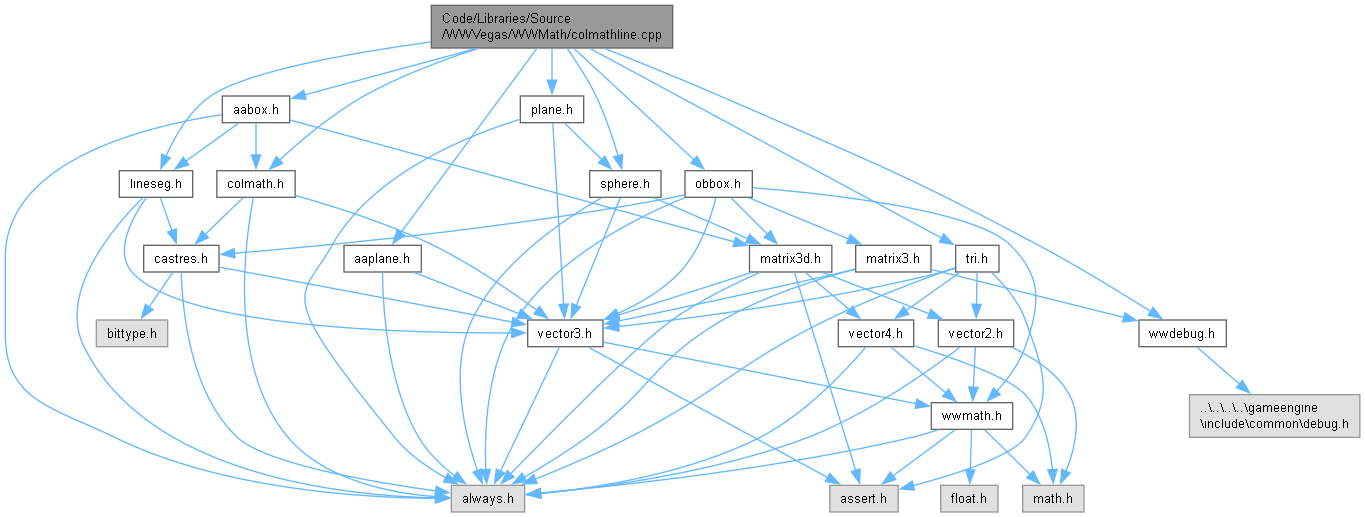 Code/Libraries/Source
/WWVegas/WWMath/colmathline.cpp
aabox.h
plane.h
lineseg.h
colmath.h
sphere.h
obbox.h
castres.h
aaplane.h
matrix3d.h
matrix3.h
tri.h
bittype.h
vector3.h
vector4.h
vector2.h
wwdebug.h
wwmath.h
..\..\..\..\gameengine
\include\common\debug.h
always.h
assert.h
float.h
math.h